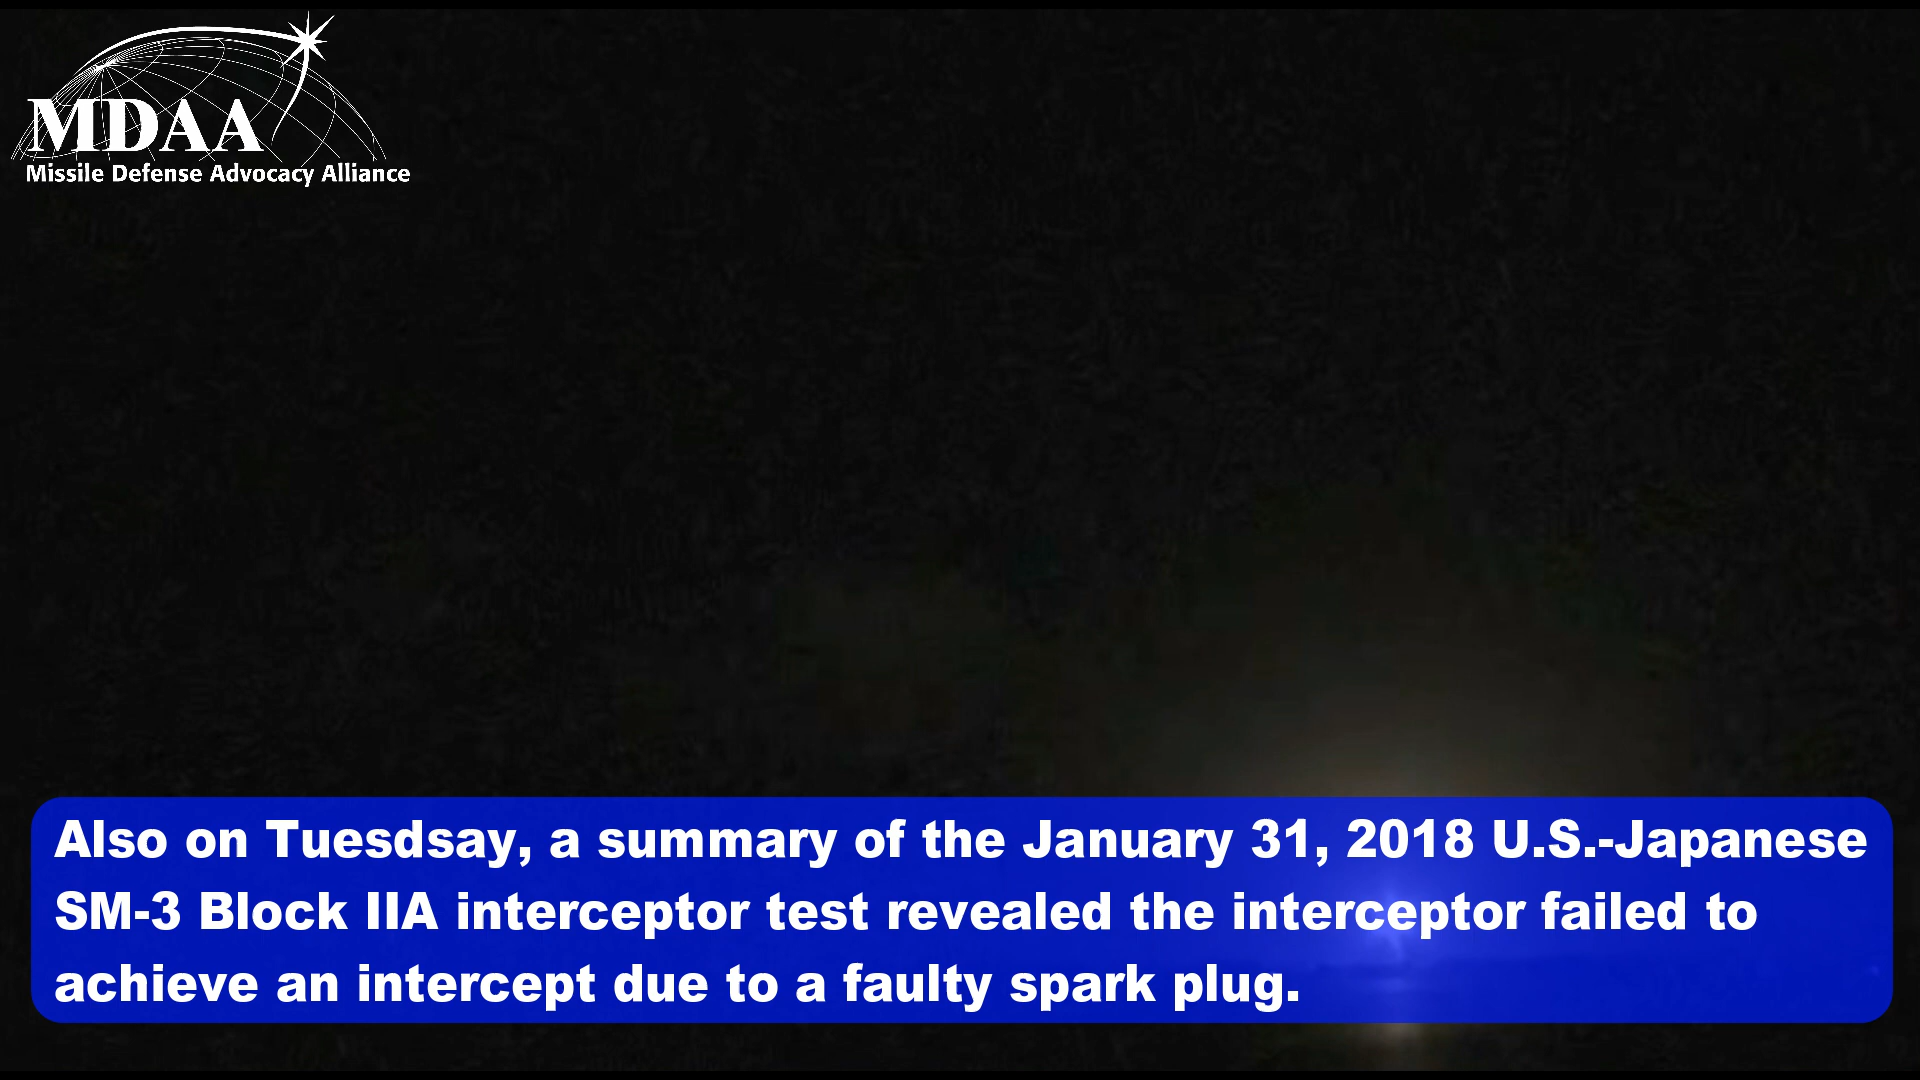 MDAA
Missile Defense Advocacy Alliance
Also on Tuesdsay, a summary of the January 31, 2018 U.S.-Japanese
SM-3 Block IIA interceptor test revealed the interceptor failed to
achieve an intercept due to a faulty spark plug.